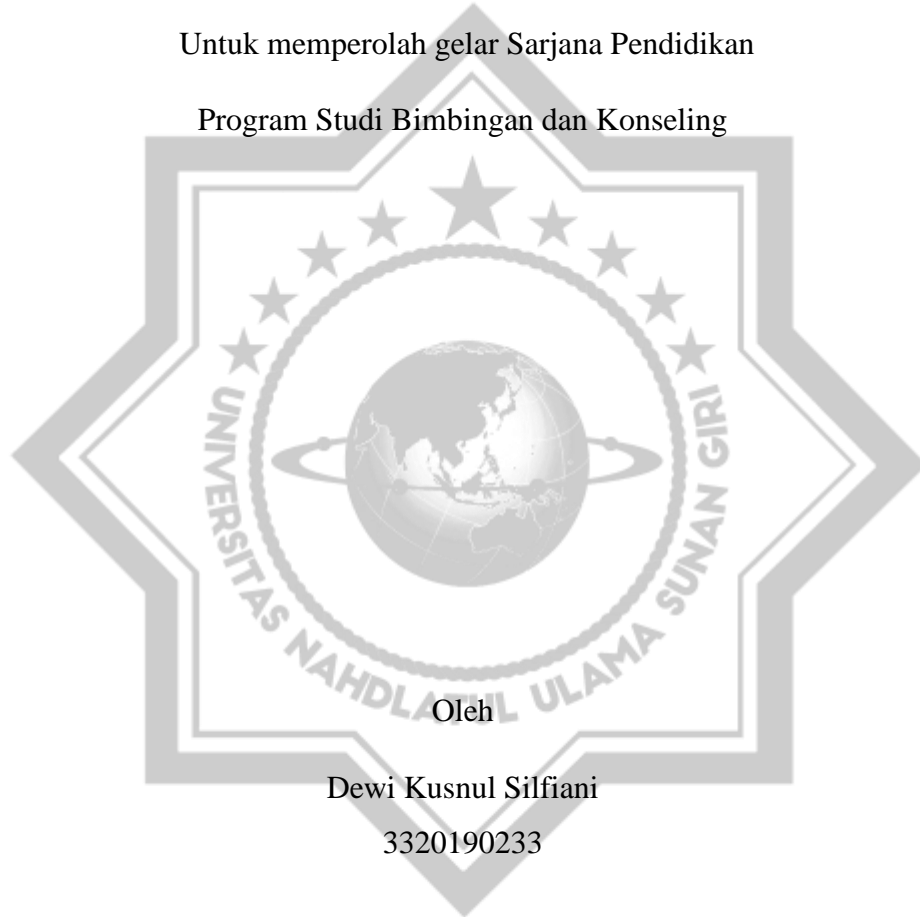 Untuk memperolah gelar Sarjana Pendidikan
Program Studi Bimbingan dan Konseling
UNIVERSITAS NAHDLATUL ULAMA SUNAN GIRI
Oleh
Dewi Kusnul Silfiani
3320190233